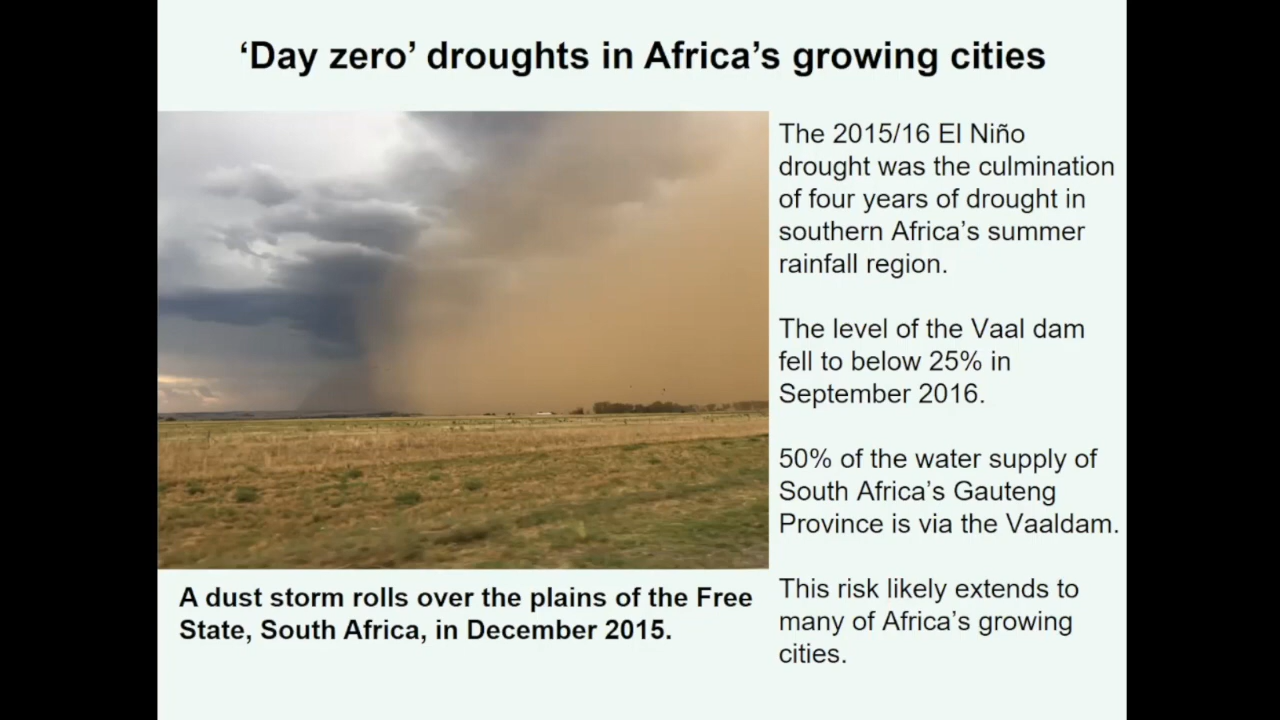 ‘Day zero’ droughts in Africa’s growing cities
The 2015/16 El Niño
drought was the culmination
of four years of drought in
southern Africa’s summer
rainfall region.
The level of the Vaal dam
fell to below 25% in
September 2016.
50% of the water supply of
South Africa’s Gauteng
Province is via the Vaaldam.
This risk likely extends to
many of Africa’s growing
cities.
A dust storm rolls over the plains of the Free
State, South Africa, in December 2015.